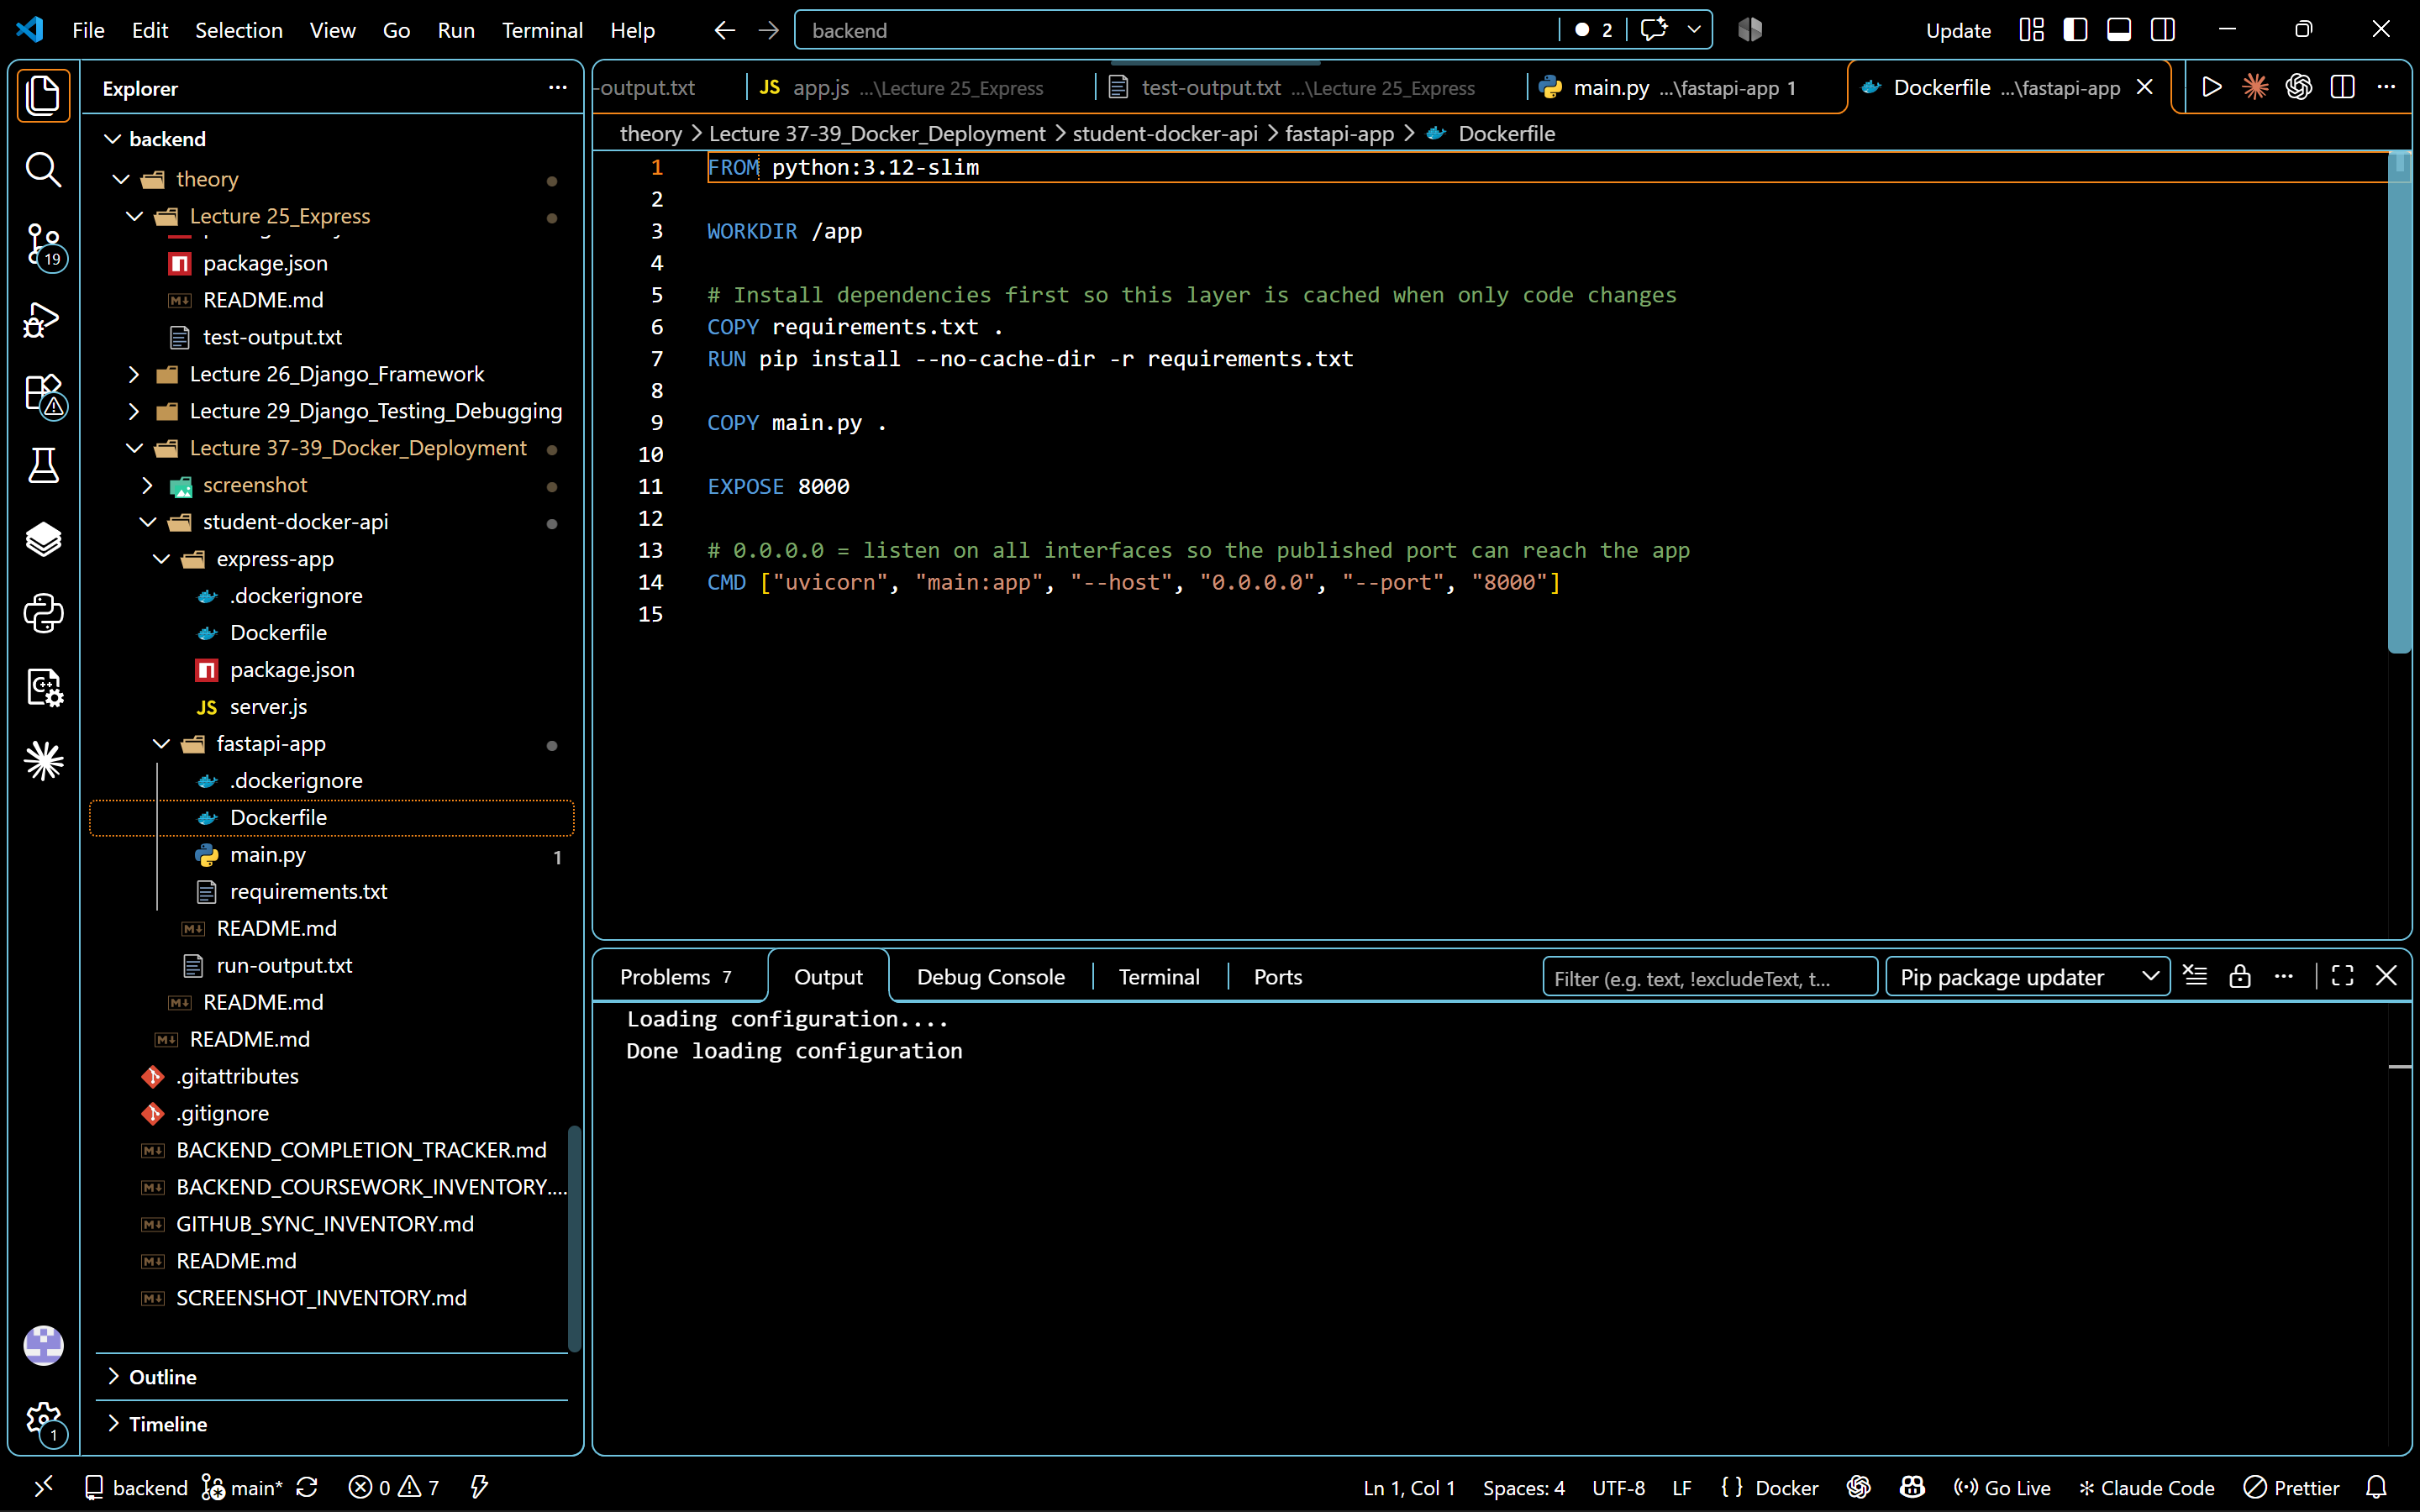 File Edit Selection View Go Run Terminal Help
backend
2
Update
Explorer
-output.txt
JS app.js ...\Lecture 25_Express
test-output.txt ...\Lecture 25_Express
main.py ...\fastapi-app 1
Dockerfile ...\fastapi-app
theory > Lecture 37-39_Docker_Deployment > student-docker-api > fastapi-app > Dockerfile
backend
theory
Lecture 25_Express
package.json
README.md
test-output.txt
Lecture 26_Django_Framework
Lecture 29_Django_Testing_Debugging
Lecture 37-39_Docker_Deployment
screenshot
student-docker-api
express-app
.dockerignore
Dockerfile
package.json
JS server.js
fastapi-app
.dockerignore
Dockerfile
main.py 1
requirements.txt
README.md
run-output.txt
README.md
README.md
.gitattributes
.gitignore
BACKEND_COMPLETION_TRACKER.md
BACKEND_COURSEWORK_INVENTORY....
GITHUB_SYNC_INVENTORY.md
README.md
SCREENSHOT_INVENTORY.md
Outline
Timeline
19
1
1 FROM python:3.12-slim
2
3 WORKDIR /app
4
5 # Install dependencies first so this layer is cached when only code changes
6 COPY requirements.txt .
7 RUN pip install --no-cache-dir -r requirements.txt
8
9 COPY main.py .
10
11 EXPOSE 8000
12
13 # 0.0.0.0 = listen on all interfaces so the published port can reach the app
14 CMD ["uvicorn", "main:app", "--host", "0.0.0.0", "--port", "8000"]
15
Problems 7 Output Debug Console Terminal Ports
Filter (e.g. text, !excludeText, t...
Pip package updater
Loading configuration....
Done loading configuration
backend main* 0 7
Ln 1, Col 1 Spaces: 4 UTF-8 LF { } Docker Go Live Claude Code Prettier